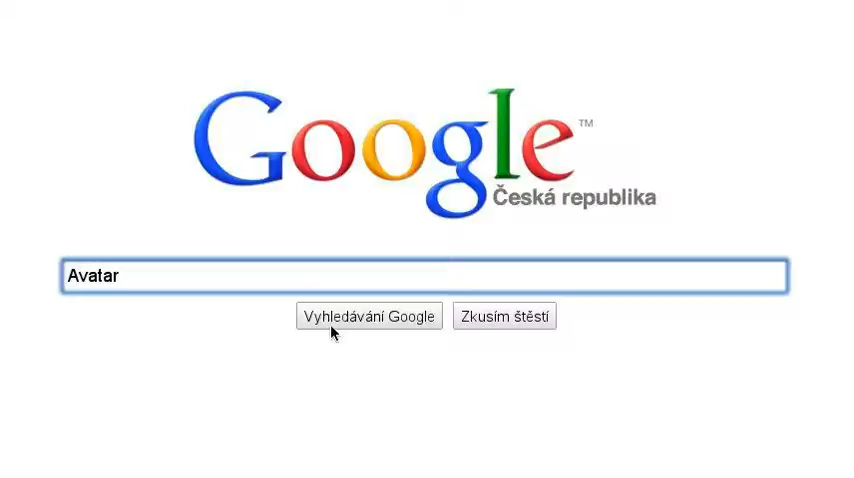 Google™
Česká republika
Avatar
Vyhledávání Google
Zkusím štěstí